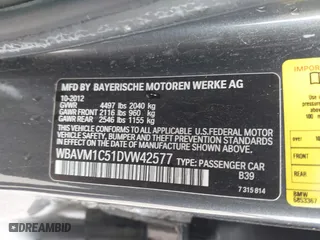 MFD BY BAYERISCHE MOTOREN WERKE AG
10-2012
GVWR 4497 lbs 2040 kg
GAWR FRONT 2116 lbs 960 kg
GAWR REAR 2546 lbs 1155 kg
THIS VEHICLE CONFORMS TO ALL APPLICABLE U.S. FEDERAL MOTOR
VEHICLE SAFETY, BUMPER AND THEFT PREVENTION STANDARDS IN
EFFECT ON THE DATE OF MANUFACTURE SHOWN ABOVE.
WBAVM1C51DVW42577 TYPE: PASSENGER CAR
B39
7 315 814
FRONT
REAR
BMW
6853367